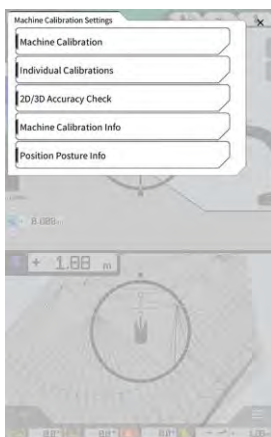 Machine Calibration Settings
×
Machine Calibration
Individual Calibrations
2D/3D Accuracy Check
Machine Calibration Info
Position Posture Info
+ 1.00 m